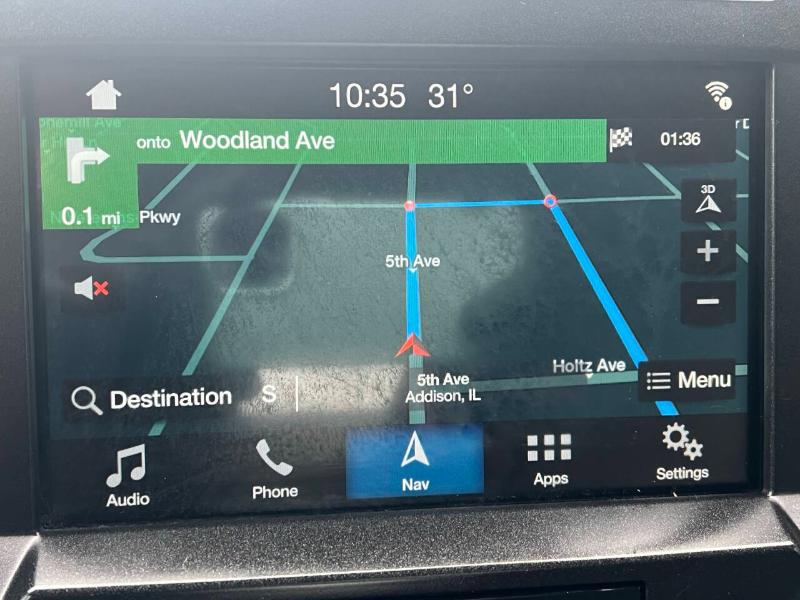 10:35 31°
onto Woodland Ave
01:36
3D
0.1 mi
Pkwy
+
5th Ave
−
Holtz Ave
5th Ave
Addison, IL
Menu
Destination
S
Audio
Phone
Nav
Apps
Settings